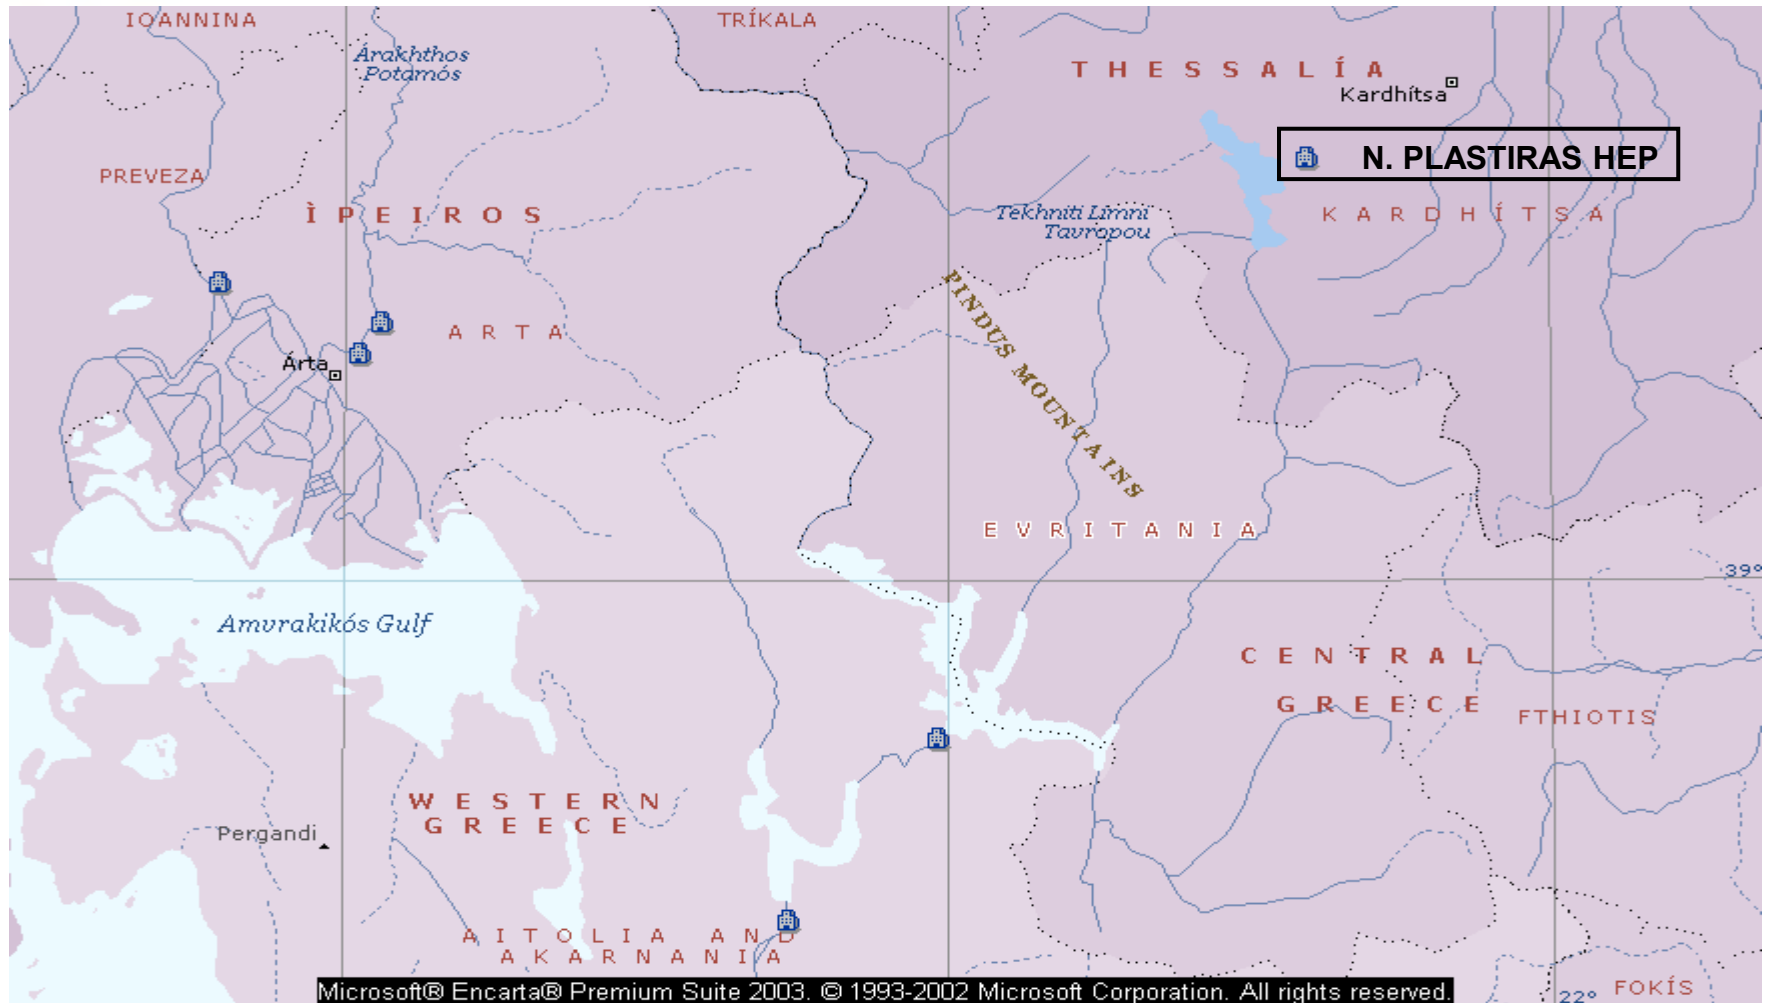 IOANNINA
TRÍKALA
Árakhthos
Potamós
THESSALÍA
Kardhítsa
N. PLASTIRAS HEP
PREVEZA
ÌPEIROS
Tekhnití Límni
Tavropou
KARDHÍTSA
PINDUS MOUNTAINS
ARTA
Árta
EVRITANIA
39°
Amvrakikós Gulf
CENTRAL
GREECE
FTHIOTIS
WESTERN
GREECE
Pergandi
AITOLIA AND
AKARNANIA
Microsoft® Encarta® Premium Suite 2003. © 1993-2002 Microsoft Corporation. All rights reserved.
22°
FOKÍS